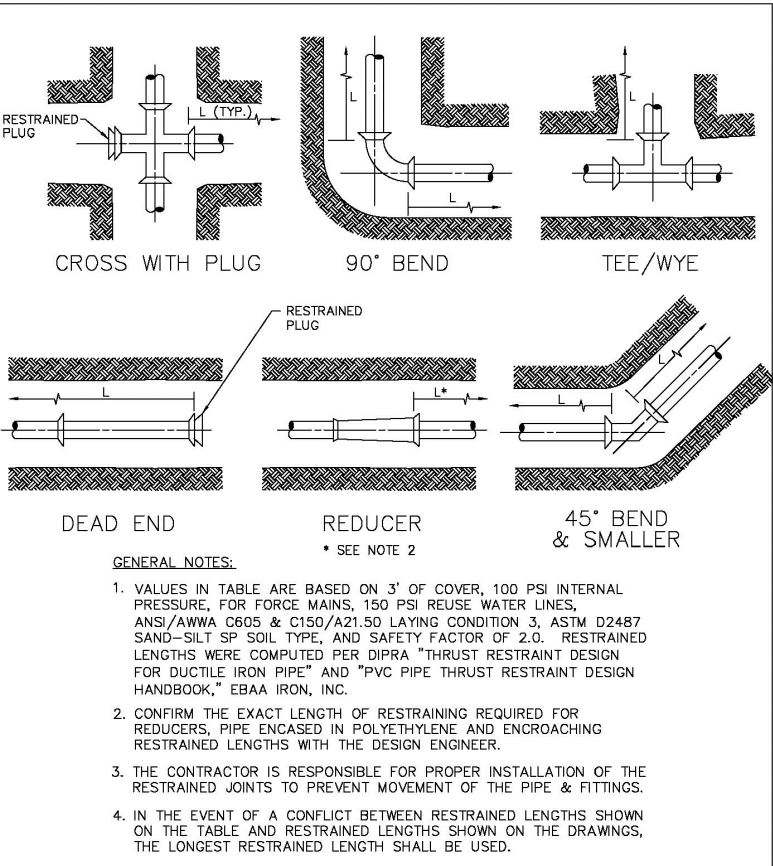 RESTRAINED
PLUG
L (TYP.)
CROSS WITH PLUG
L
L
90° BEND
L
TEE/WYE
RESTRAINED
PLUG
L
DEAD END
L*
REDUCER
* SEE NOTE 2
L
L
45° BEND
& SMALLER
GENERAL NOTES:
1. VALUES IN TABLE ARE BASED ON 3' OF COVER, 100 PSI INTERNAL
PRESSURE, FOR FORCE MAINS, 150 PSI REUSE WATER LINES,
ANSI/AWWA C605 & C150/A21.50 LAYING CONDITION 3, ASTM D2487
SAND-SILT SP SOIL TYPE, AND SAFETY FACTOR OF 2.0. RESTRAINED
LENGTHS WERE COMPUTED PER DIPRA "THRUST RESTRAINT DESIGN
FOR DUCTILE IRON PIPE" AND "PVC PIPE THRUST RESTRAINT DESIGN
HANDBOOK," EBAA IRON, INC.
2. CONFIRM THE EXACT LENGTH OF RESTRAINING REQUIRED FOR
REDUCERS, PIPE ENCASED IN POLYETHYLENE AND ENCROACHING
RESTRAINED LENGTHS WITH THE DESIGN ENGINEER.
3. THE CONTRACTOR IS RESPONSIBLE FOR PROPER INSTALLATION OF THE
RESTRAINED JOINTS TO PREVENT MOVEMENT OF THE PIPE & FITTINGS.
4. IN THE EVENT OF A CONFLICT BETWEEN RESTRAINED LENGTHS SHOWN
ON THE TABLE AND RESTRAINED LENGTHS SHOWN ON THE DRAWINGS,
THE LONGEST RESTRAINED LENGTH SHALL BE USED.